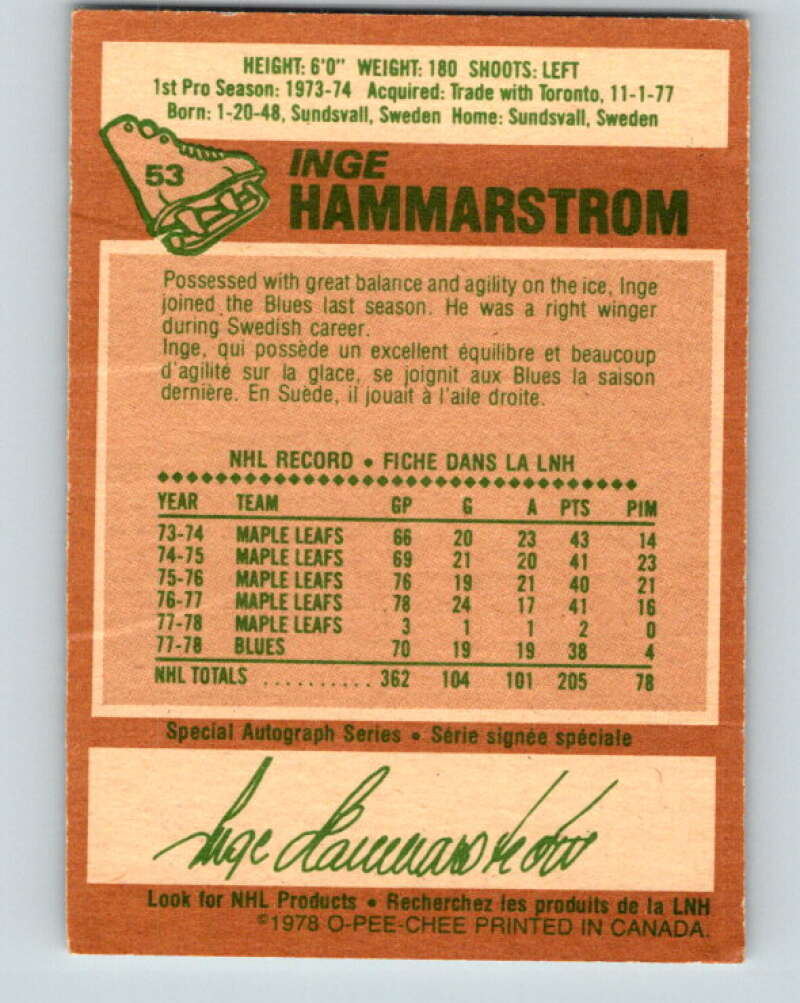 HEIGHT: 6'0" WEIGHT: 180 SHOOTS: LEFT
1st Pro Season: 1973-74 Acquired: Trade with Toronto, 11-1-77
Born: 1-20-48, Sundsvall, Sweden Home: Sundsvall, Sweden
53
INGE
HAMMARSTROM
Possessed with great balance and agility on the ice, Inge
joined the Blues last season. He was a right winger
during Swedish career.
Inge, qui possède un excellent équilibre et beaucoup
d'agilité sur la glace, se joignit aux Blues la saison
dernière. En Suède, il jouait à l'aile droite.
NHL RECORD • FICHE DANS LA LNH
YEAR TEAM GP G A PTS PIM
73-74 MAPLE LEAFS 66 20 23 43 14
74-75 MAPLE LEAFS 69 21 20 41 23
75-76 MAPLE LEAFS 76 19 21 40 21
76-77 MAPLE LEAFS 78 24 17 41 16
77-78 MAPLE LEAFS 3 1 1 2 0
77-78 BLUES 70 19 19 38 4
NHL TOTALS .......... 362 104 101 205 78
Special Autograph Series • Série signée spéciale
Inge Hammarström
Look for NHL Products • Recherchez les produits de la LNH
©1978 O-PEE-CHEE PRINTED IN CANADA.